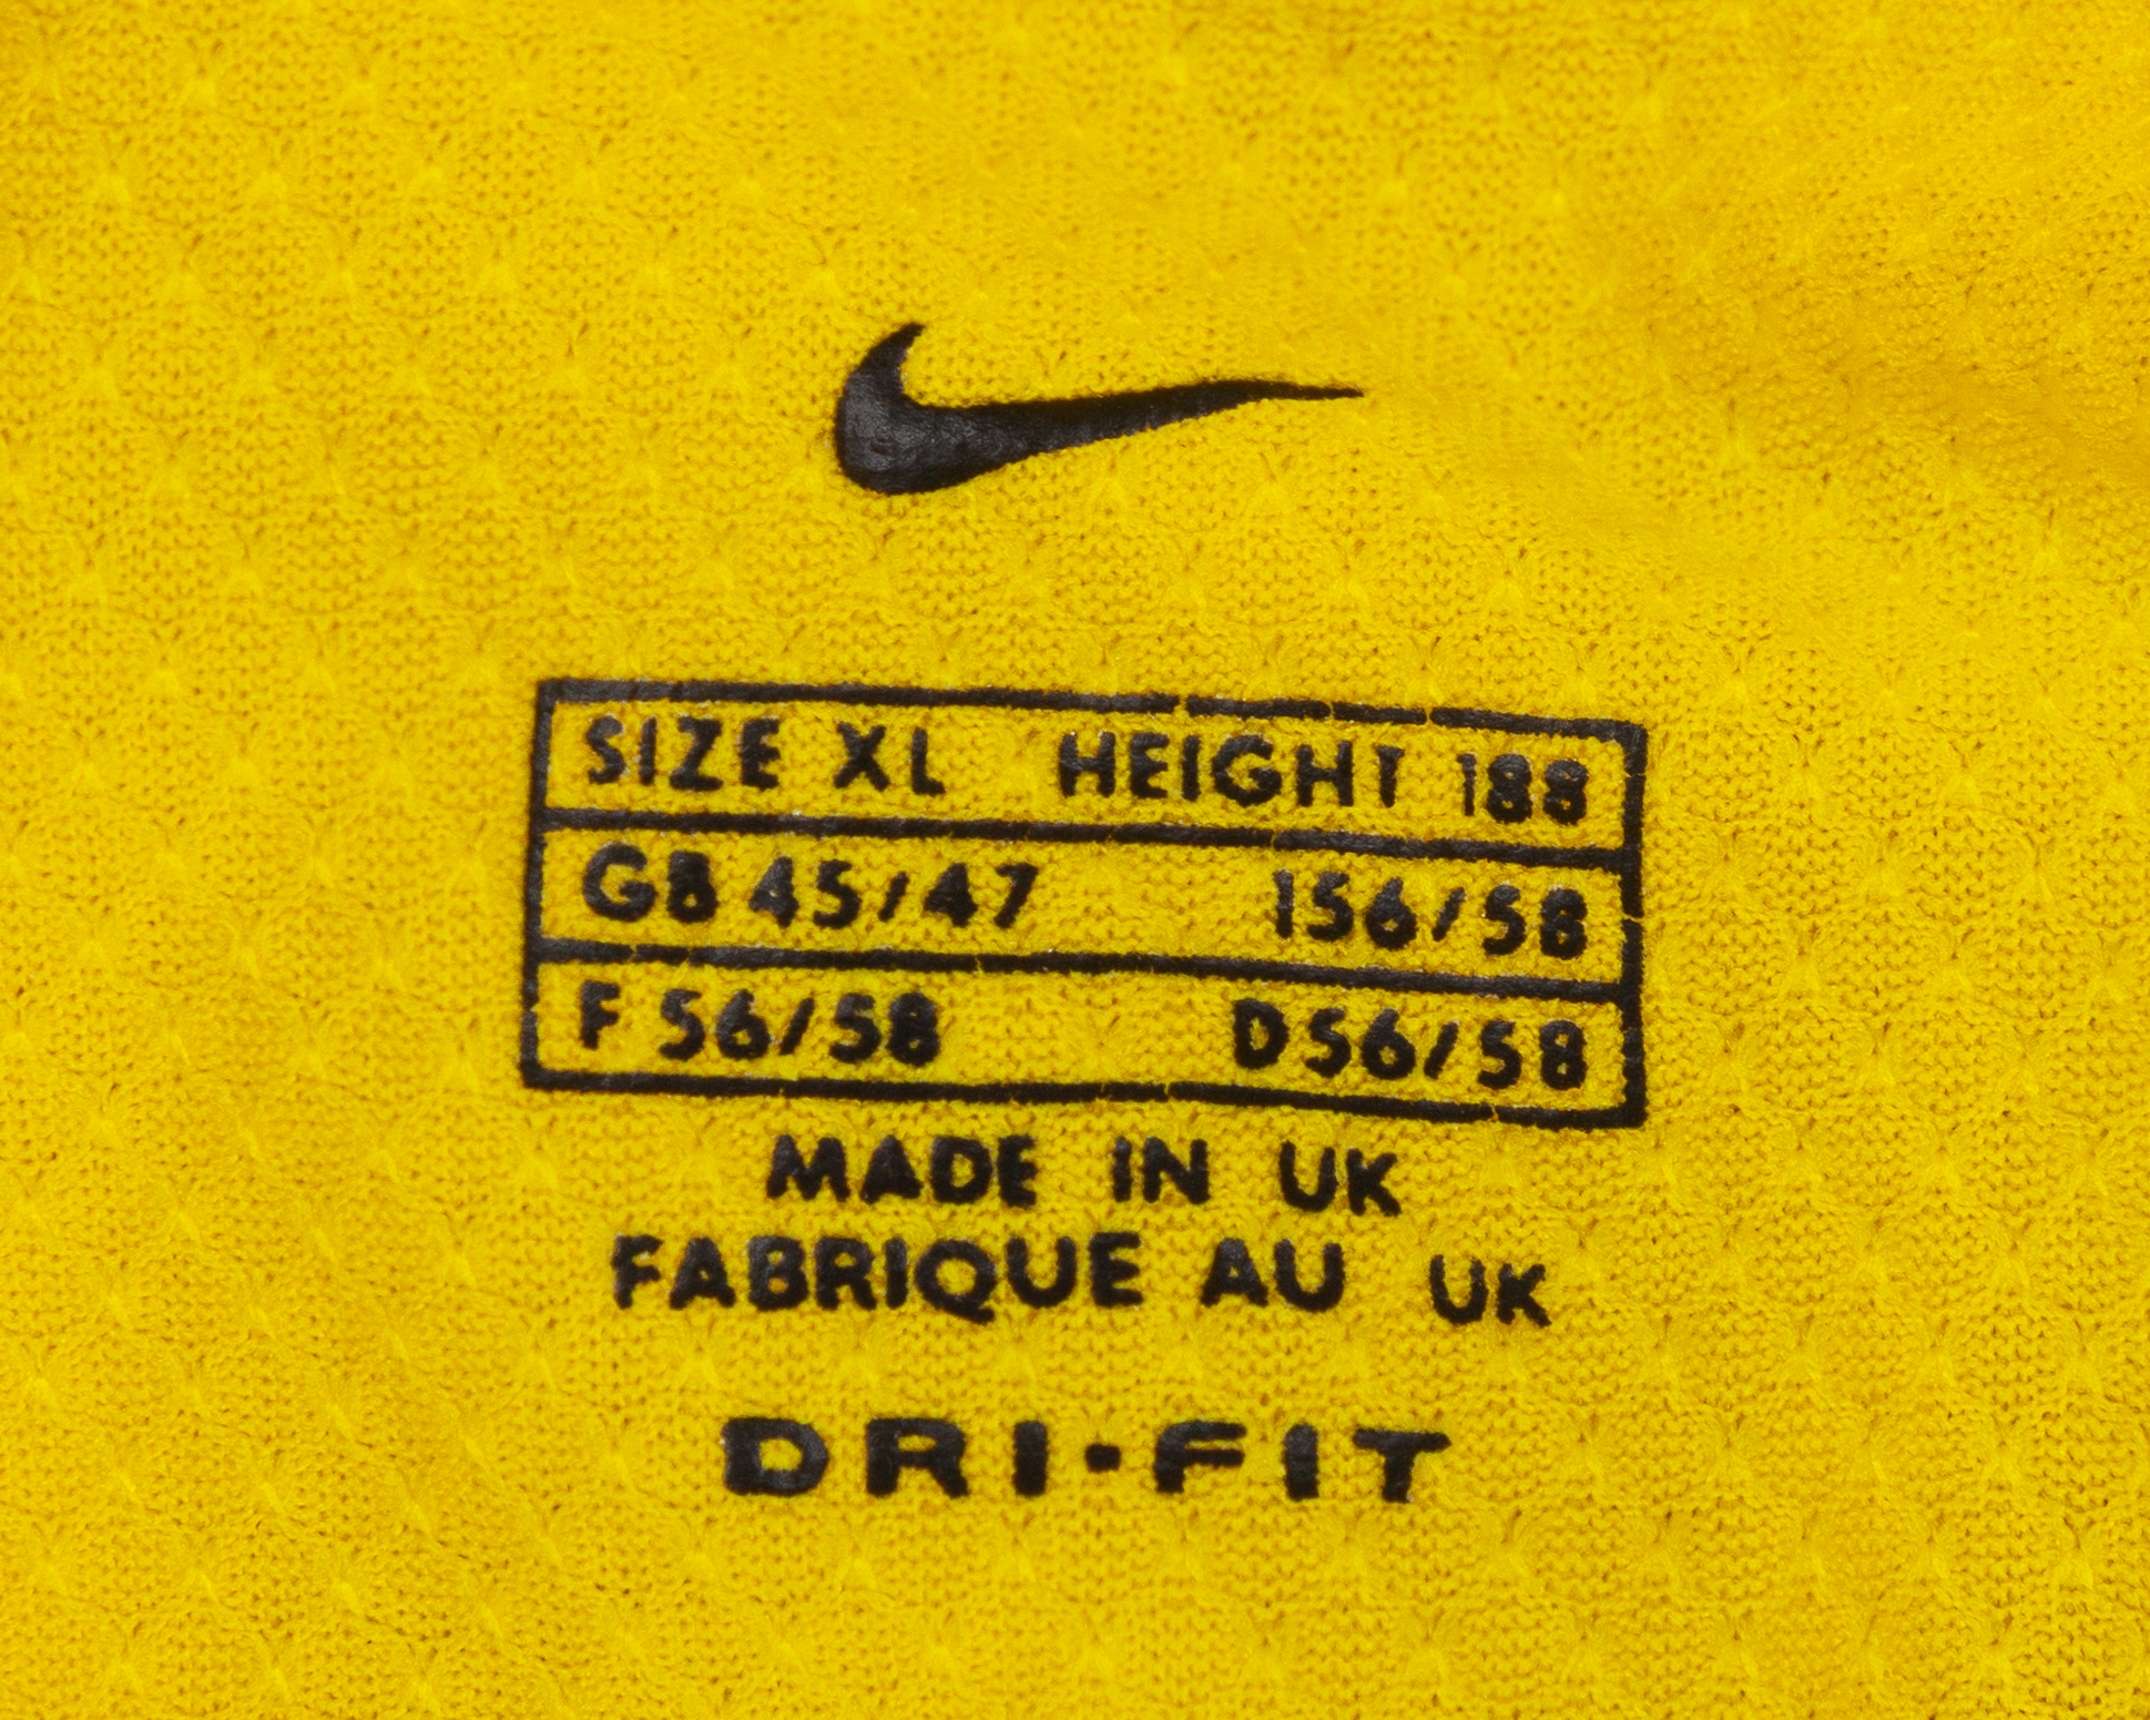 SIZE XL HEIGHT 188
GB 45/47 I56/58
F 56/58 D56/58
MADE IN UK
FABRIQUE AU UK
DRI-FIT